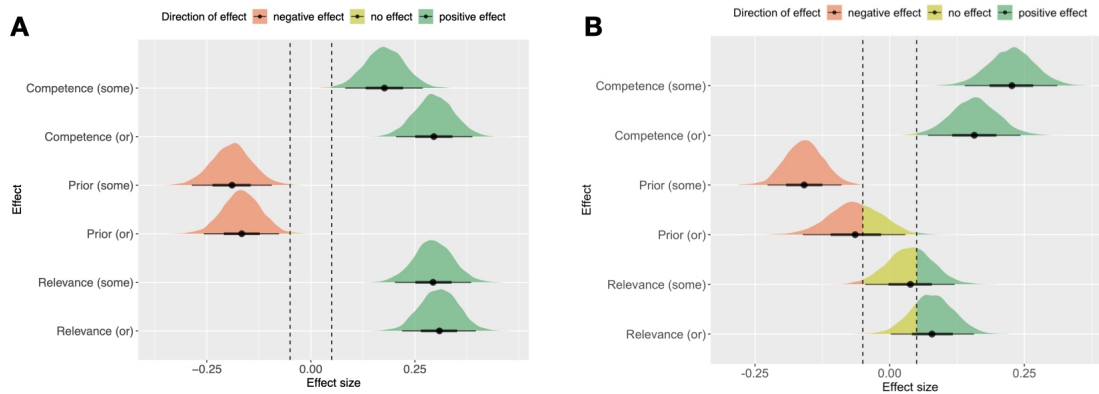 A
Direction of effect negative effect no effect positive effect
Competence (some)
Competence (or)
Prior (some)
Prior (or)
Relevance (some)
Relevance (or)
Effect
−0.25 0.00 0.25
Effect size
B
Direction of effect negative effect no effect positive effect
Competence (some)
Competence (or)
Prior (some)
Prior (or)
Relevance (some)
Relevance (or)
Effect
-0.25 0.00 0.25
Effect size